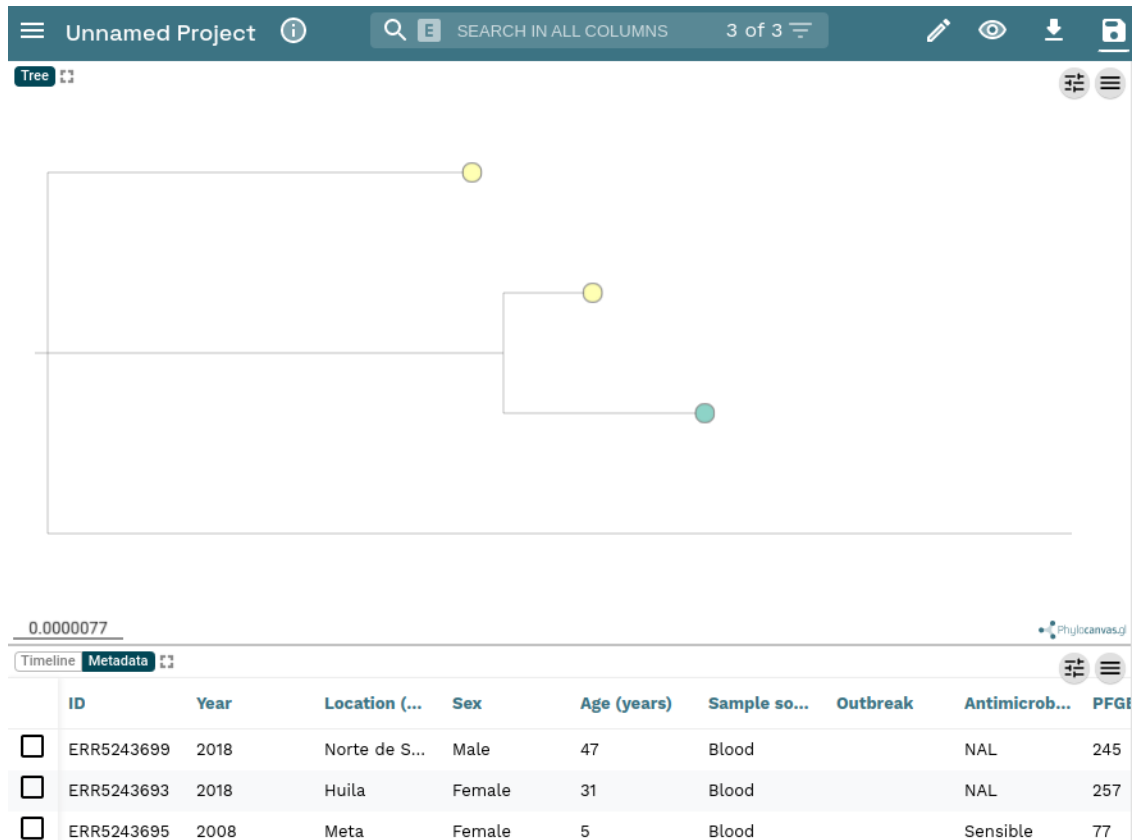 Unnamed Project E SEARCH IN ALL COLUMNS 3 of 3
Tree
0.0000077
Phylocanvas.gl
Timeline Metadata
ID Year Location (... Sex Age (years) Sample so... Outbreak Antimicrob... PFGE
ERR5243699 2018 Norte de S... Male 47 Blood NAL 245
ERR5243693 2018 Huila Female 31 Blood NAL 257
ERR5243695 2008 Meta Female 5 Blood Sensible 77